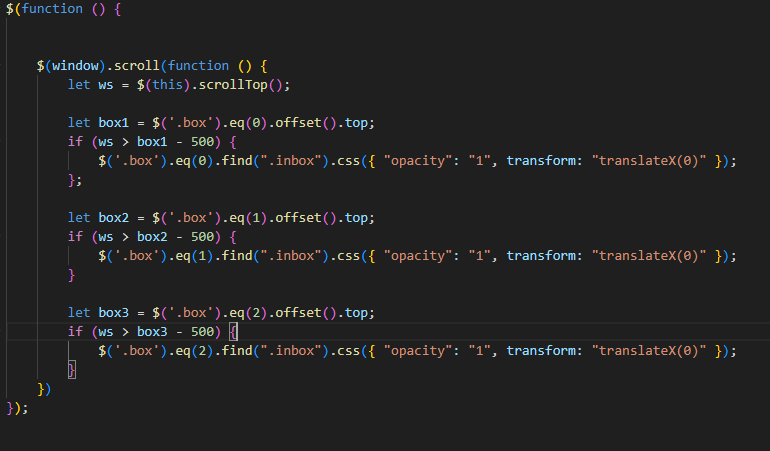 $(function () {
$(window).scroll(function () {
let ws = $(this).scrollTop();
let box1 = $('.box').eq(0).offset().top;
if (ws > box1 - 500) {
$('.box').eq(0).find(".inbox").css({ "opacity": "1", transform: "translateX(0)" });
};
let box2 = $('.box').eq(1).offset().top;
if (ws > box2 - 500) {
$('.box').eq(1).find(".inbox").css({ "opacity": "1", transform: "translateX(0)" });
}
let box3 = $('.box').eq(2).offset().top;
if (ws > box3 - 500) {
$('.box').eq(2).find(".inbox").css({ "opacity": "1", transform: "translateX(0)" });
}
})
});